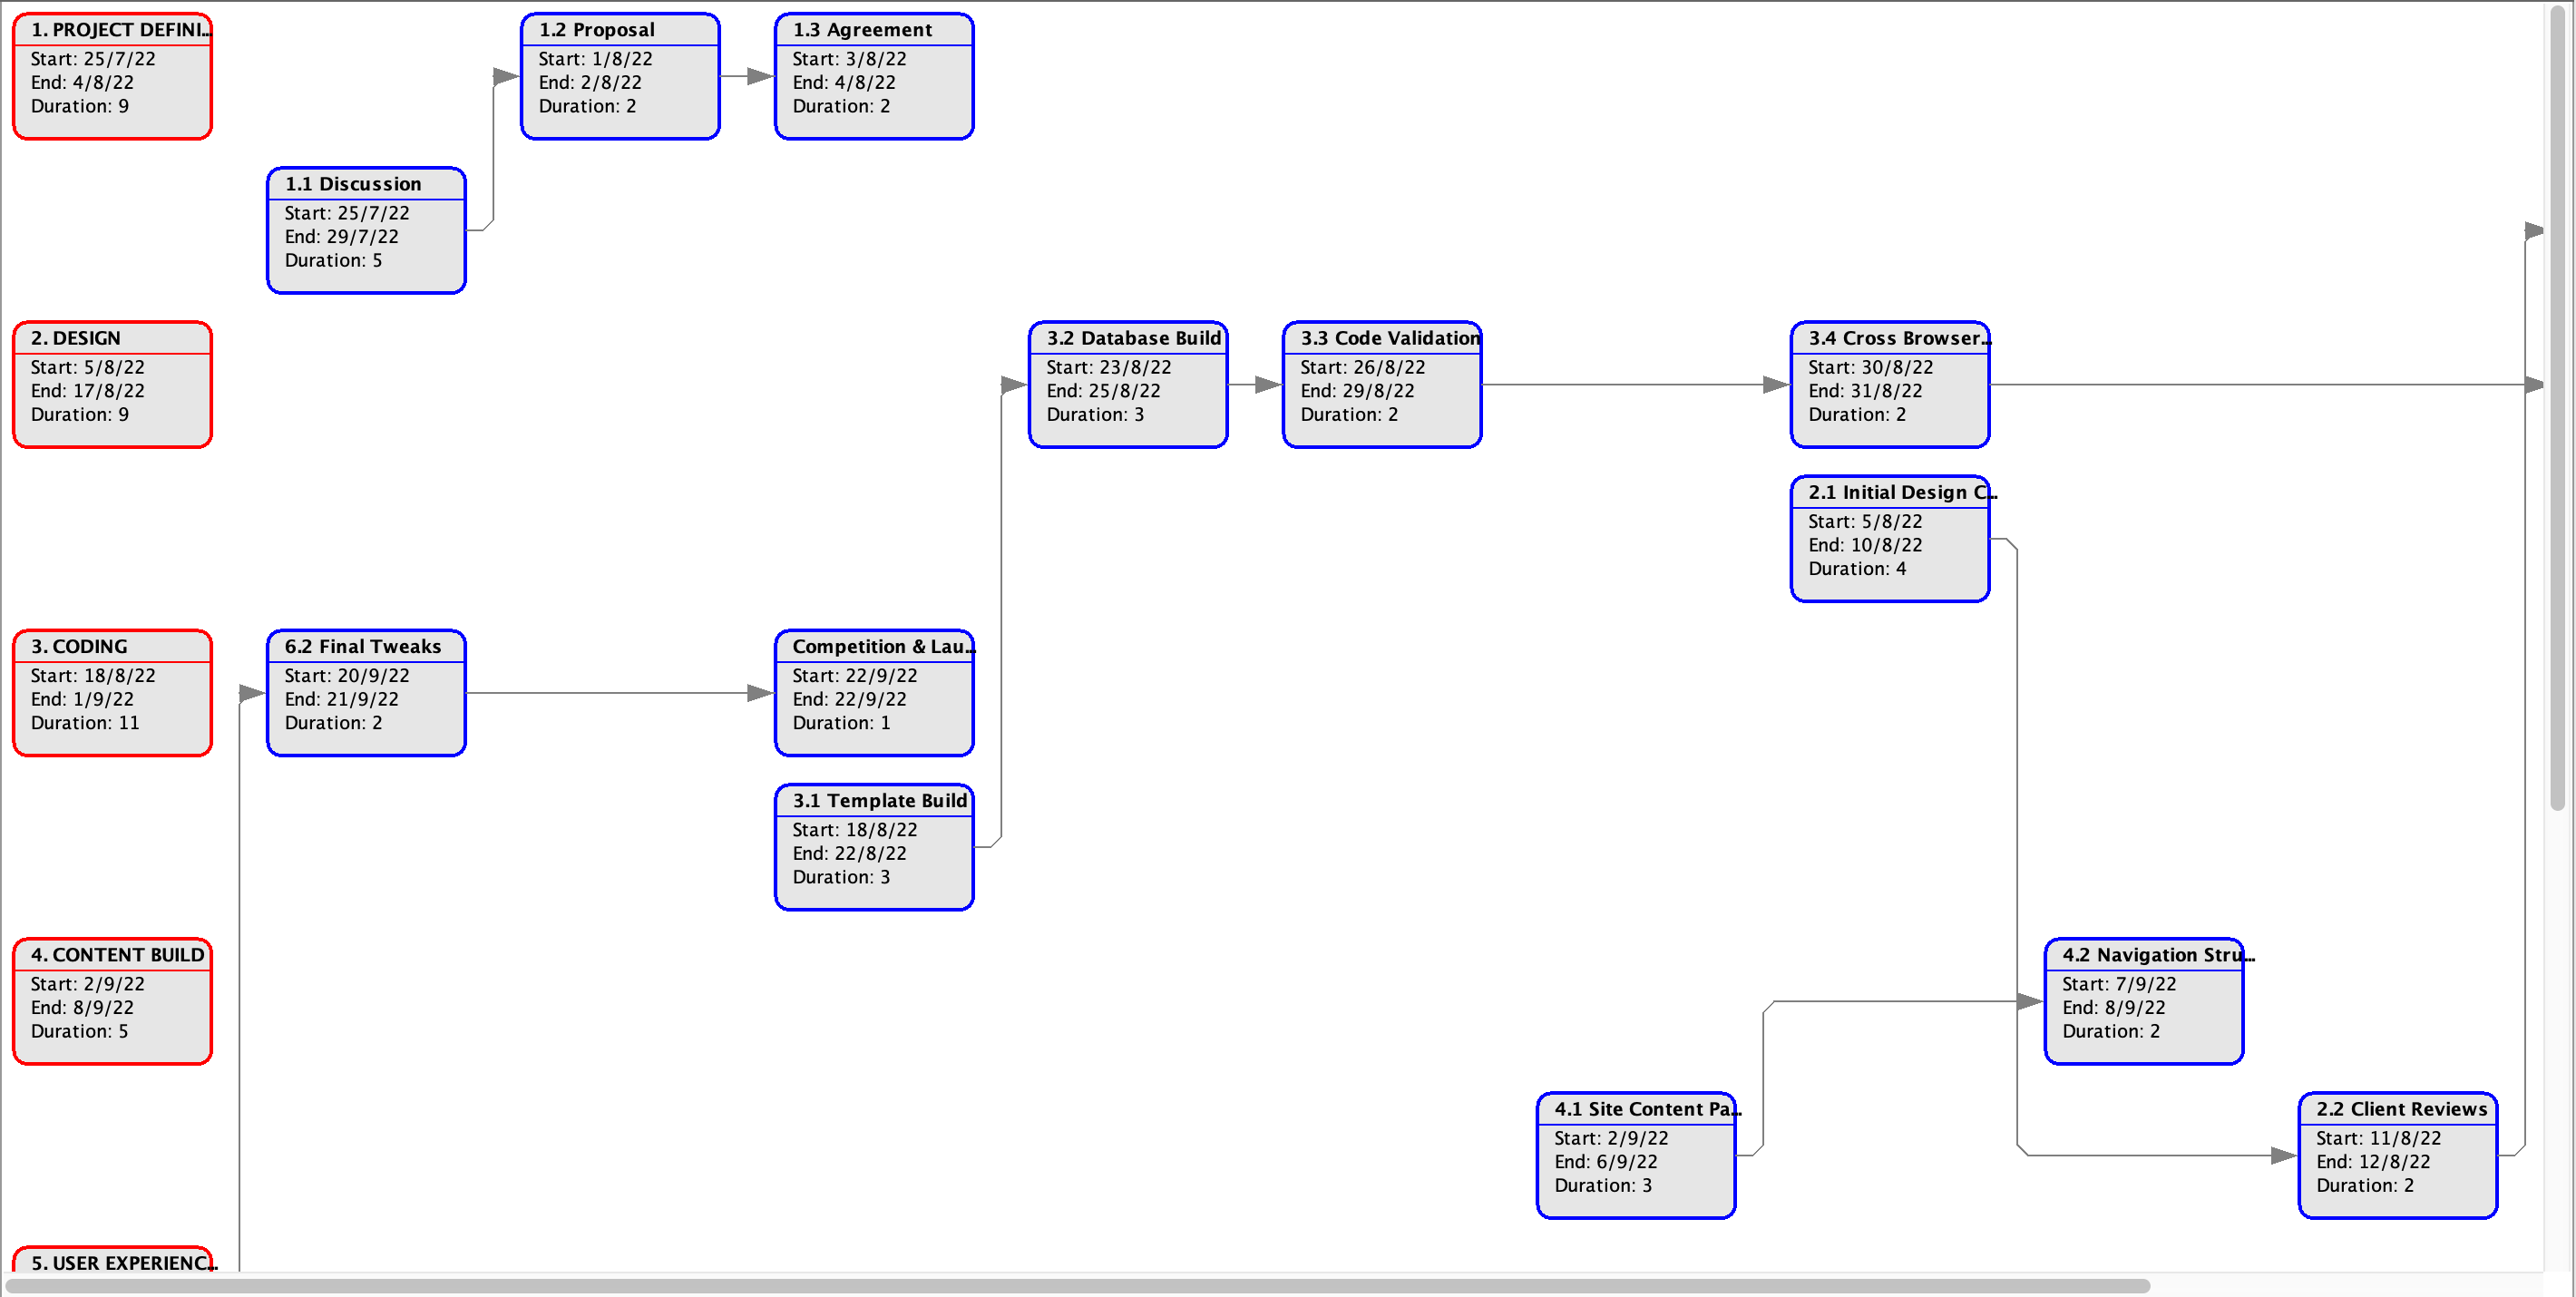 1. PROJECT DEFINI...
Start: 25/7/22
End: 4/8/22
Duration: 9
1.2 Proposal
Start: 1/8/22
End: 2/8/22
Duration: 2
1.3 Agreement
Start: 3/8/22
End: 4/8/22
Duration: 2
1.1 Discussion
Start: 25/7/22
End: 29/7/22
Duration: 5
2. DESIGN
Start: 5/8/22
End: 17/8/22
Duration: 9
3.2 Database Build
Start: 23/8/22
End: 25/8/22
Duration: 3
3.3 Code Validation
Start: 26/8/22
End: 29/8/22
Duration: 2
3.4 Cross Browser...
Start: 30/8/22
End: 31/8/22
Duration: 2
2.1 Initial Design C...
Start: 5/8/22
End: 10/8/22
Duration: 4
3. CODING
Start: 18/8/22
End: 1/9/22
Duration: 11
6.2 Final Tweaks
Start: 20/9/22
End: 21/9/22
Duration: 2
Competition & Lau...
Start: 22/9/22
End: 22/9/22
Duration: 1
3.1 Template Build
Start: 18/8/22
End: 22/8/22
Duration: 3
4. CONTENT BUILD
Start: 2/9/22
End: 8/9/22
Duration: 5
4.2 Navigation Stru...
Start: 7/9/22
End: 8/9/22
Duration: 2
4.1 Site Content Pa...
Start: 2/9/22
End: 6/9/22
Duration: 3
2.2 Client Reviews
Start: 11/8/22
End: 12/8/22
Duration: 2
5. USER EXPERIENC...